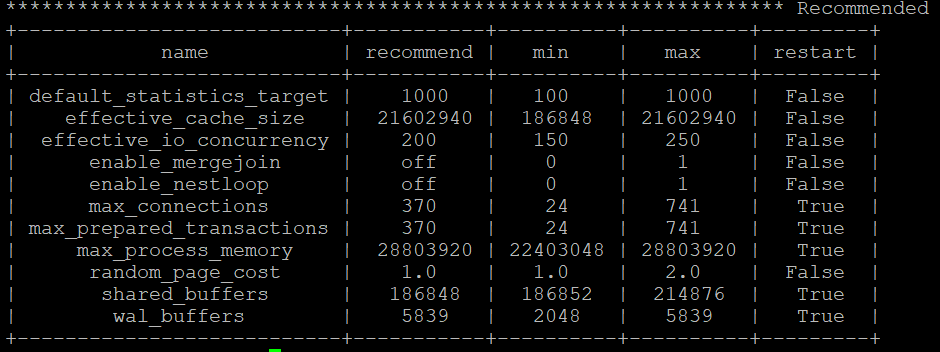 ***************************************************************** Recommended
+---------------------------+-----------+----------+----------+---------+
| name | recommend | min | max | restart |
+---------------------------+-----------+----------+----------+---------+
| default_statistics_target | 1000 | 100 | 1000 | False |
| effective_cache_size | 21602940 | 186848 | 21602940 | False |
| effective_io_concurrency | 200 | 150 | 250 | False |
| enable_mergejoin | off | 0 | 1 | False |
| enable_nestloop | off | 0 | 1 | False |
| max_connections | 370 | 24 | 741 | True |
| max_prepared_transactions | 370 | 24 | 741 | True |
| max_process_memory | 28803920 | 22403048 | 28803920 | True |
| random_page_cost | 1.0 | 1.0 | 2.0 | False |
| shared_buffers | 186848 | 186852 | 214876 | True |
| wal_buffers | 5839 | 2048 | 5839 | True |
+---------------------------+-----------+----------+----------+---------+